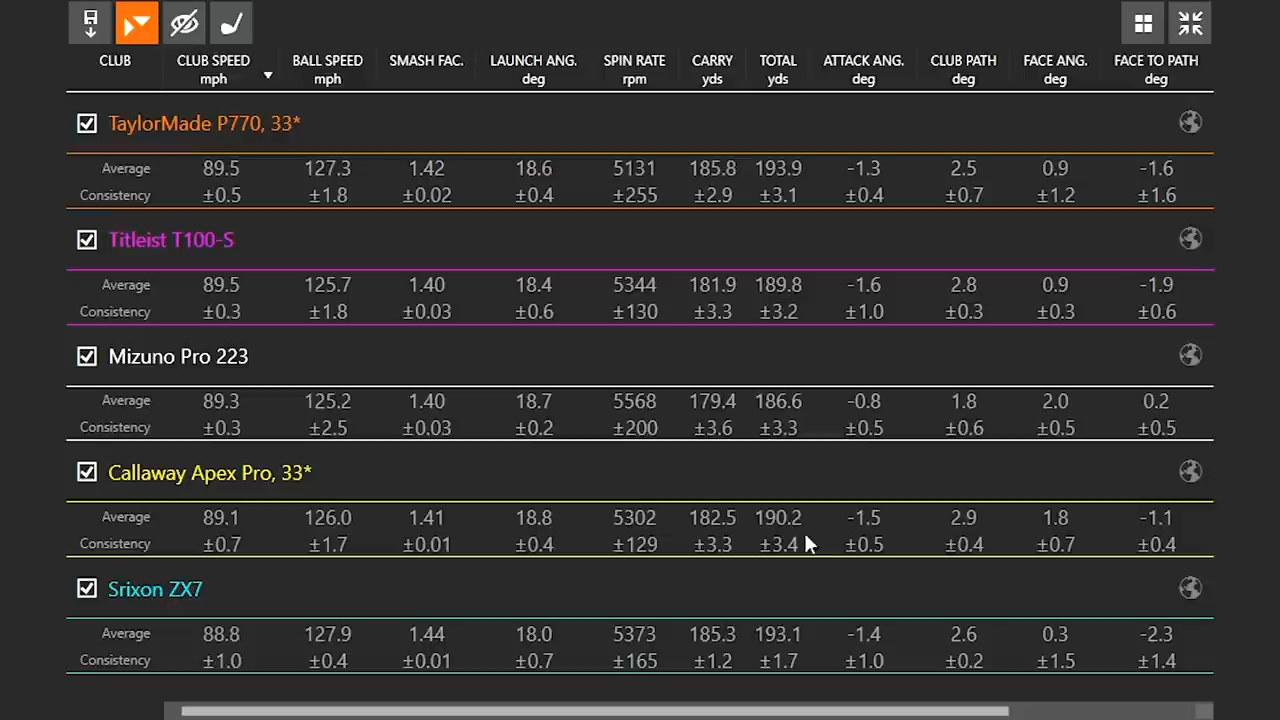 CLUB CLUB SPEED BALL SPEED SMASH FAC. LAUNCH ANG. SPIN RATE CARRY TOTAL ATTACK ANG. CLUB PATH FACE ANG. FACE TO PATH
mph mph deg rpm yds yds deg deg deg deg
TaylorMade P770, 33*
Average 89.5 127.3 1.42 18.6 5131 185.8 193.9 -1.3 2.5 0.9 -1.6
Consistency ±0.5 ±1.8 ±0.02 ±0.4 ±255 ±2.9 ±3.1 ±0.4 ±0.7 ±1.2 ±1.6
Titleist T100-S
Average 89.5 125.7 1.40 18.4 5344 181.9 189.8 -1.6 2.8 0.9 -1.9
Consistency ±0.3 ±1.8 ±0.03 ±0.6 ±130 ±3.3 ±3.2 ±1.0 ±0.3 ±0.3 ±0.6
Mizuno Pro 223
Average 89.3 125.2 1.40 18.7 5568 179.4 186.6 -0.8 1.8 2.0 0.2
Consistency ±0.3 ±2.5 ±0.03 ±0.2 ±200 ±3.6 ±3.3 ±0.5 ±0.6 ±0.5 ±0.5
Callaway Apex Pro, 33*
Average 89.1 126.0 1.41 18.8 5302 182.5 190.2 -1.5 2.9 1.8 -1.1
Consistency ±0.7 ±1.7 ±0.01 ±0.4 ±129 ±3.3 ±3.4 ±0.5 ±0.4 ±0.7 ±0.4
Srixon ZX7
Average 88.8 127.9 1.44 18.0 5373 185.3 193.1 -1.4 2.6 0.3 -2.3
Consistency ±1.0 ±0.4 ±0.01 ±0.7 ±165 ±1.2 ±1.7 ±1.0 ±0.2 ±1.5 ±1.4